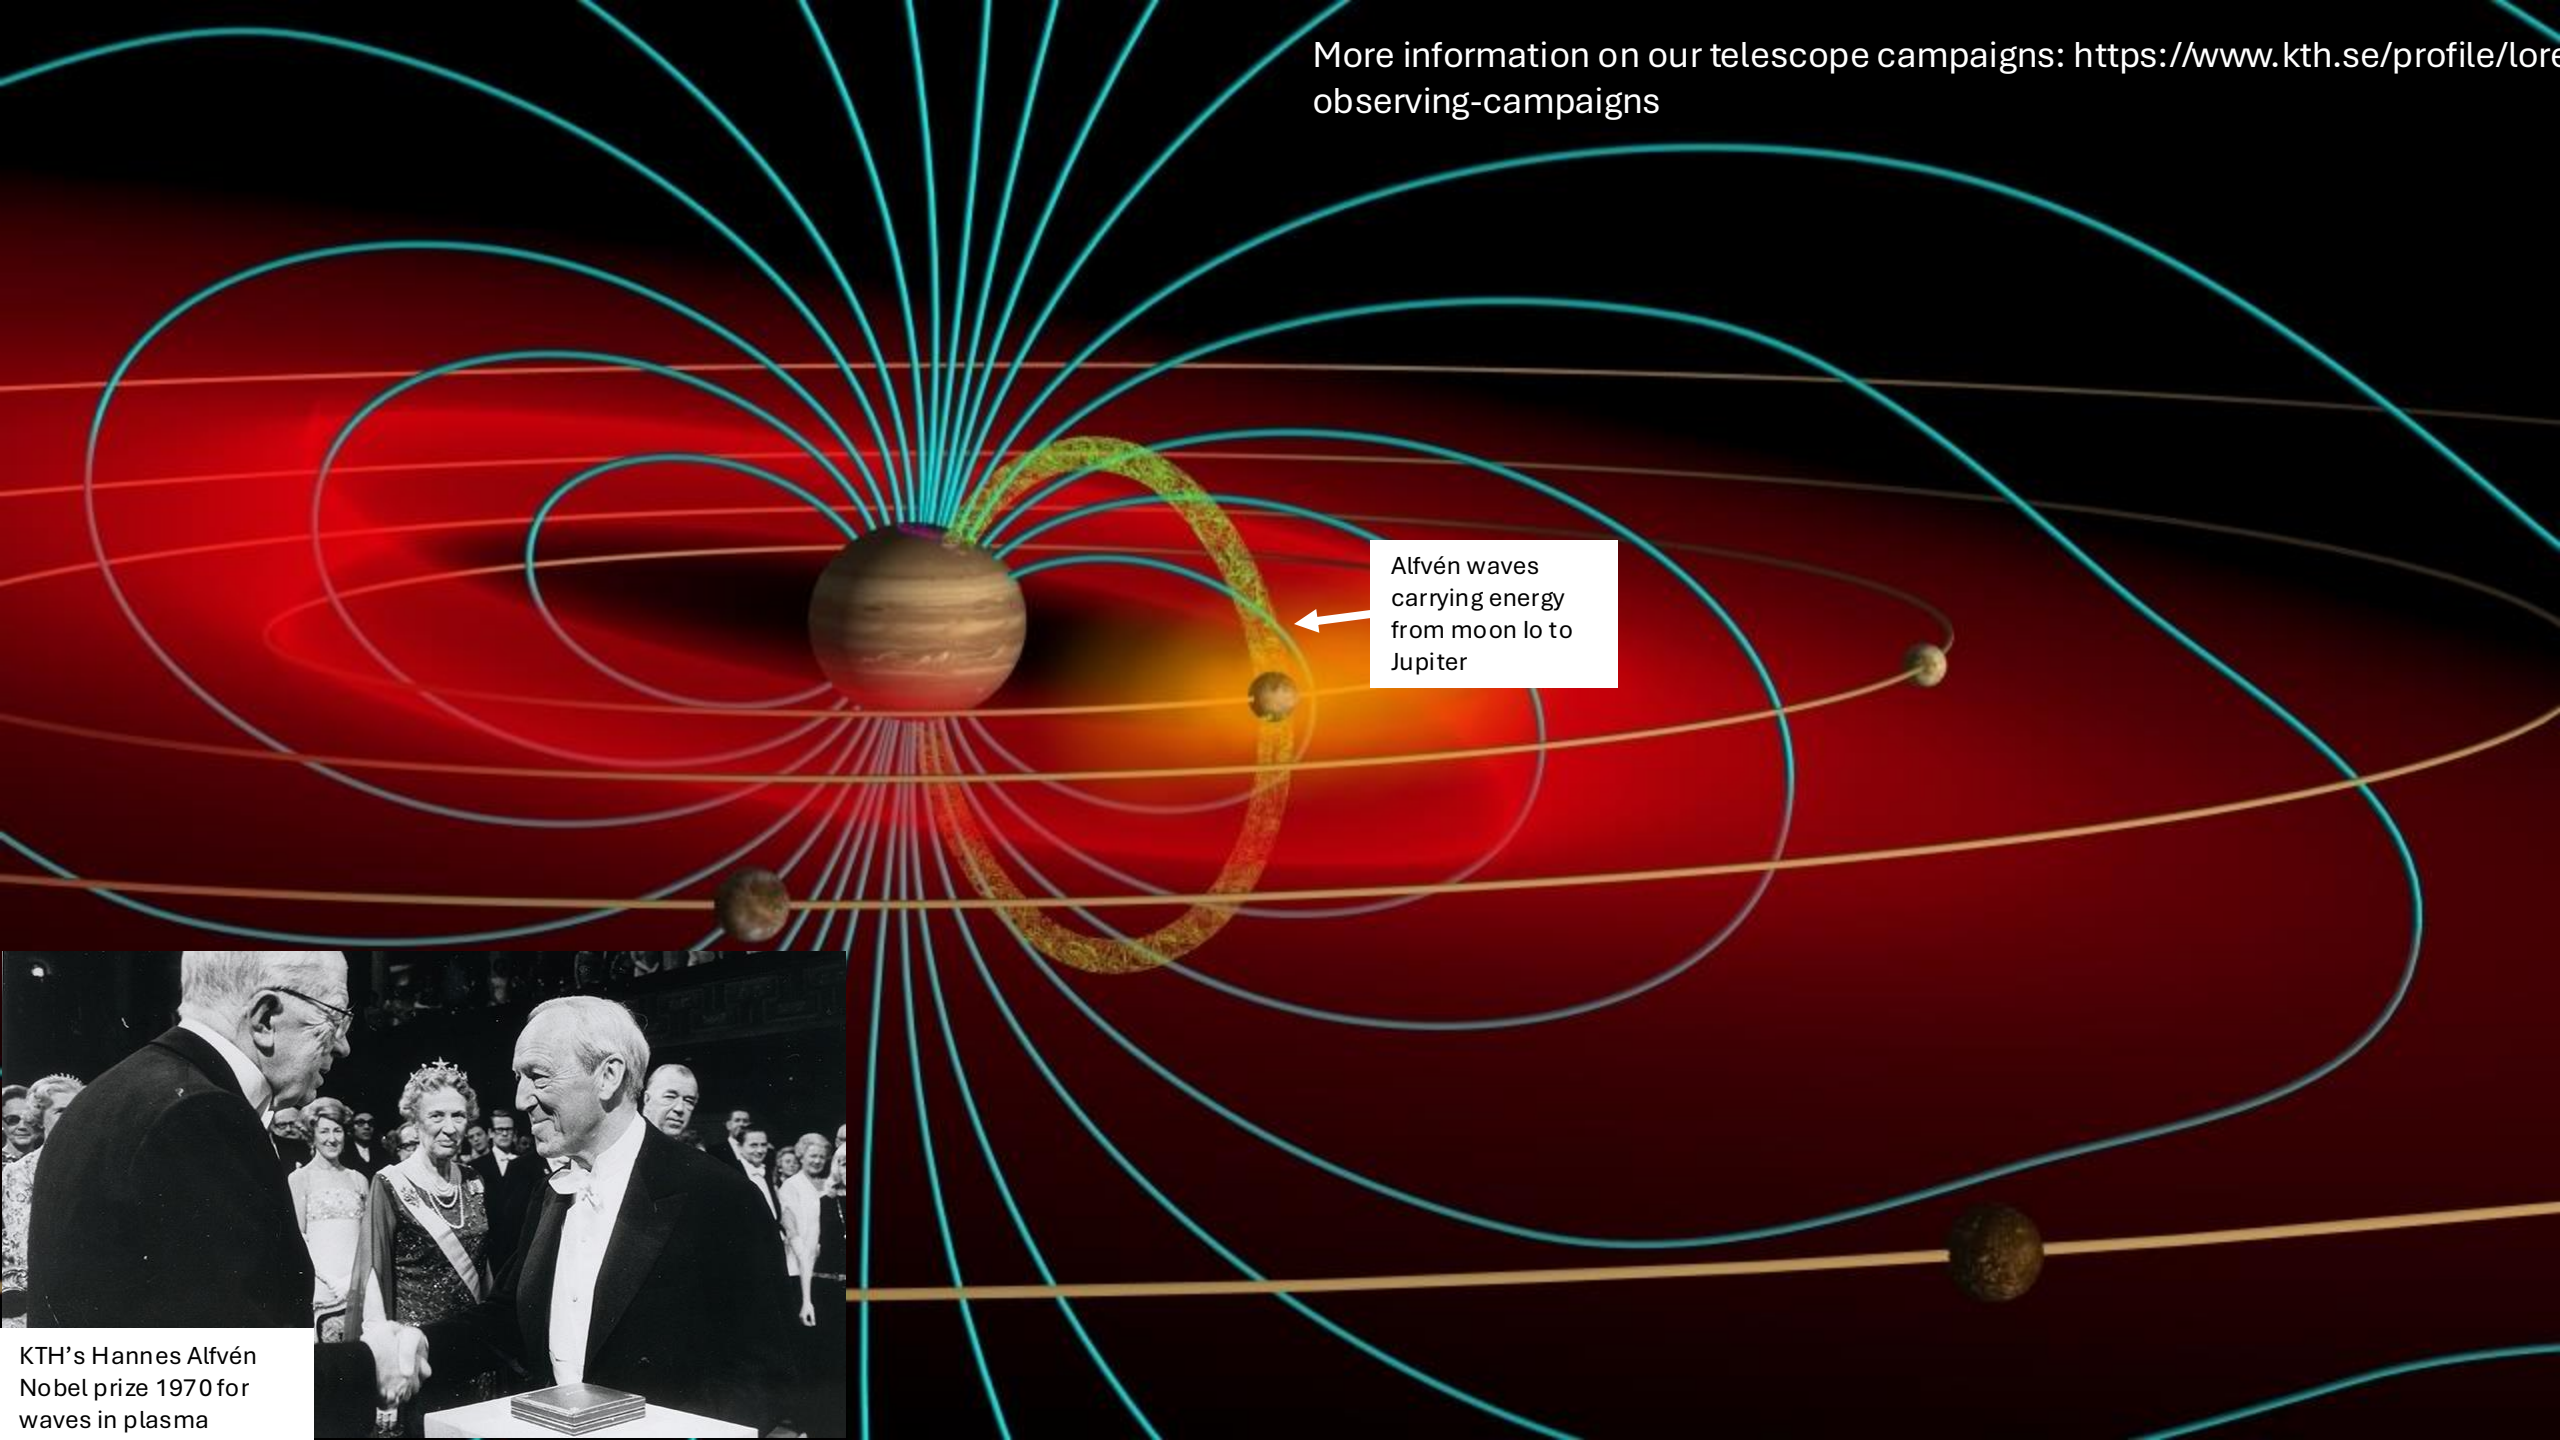 More information on our telescope campaigns: https://www.kth.se/profile/lore
observing-campaigns
Alfvén waves
carrying energy
from moon Io to
Jupiter
KTH’s Hannes Alfvén
Nobel prize 1970 for
waves in plasma